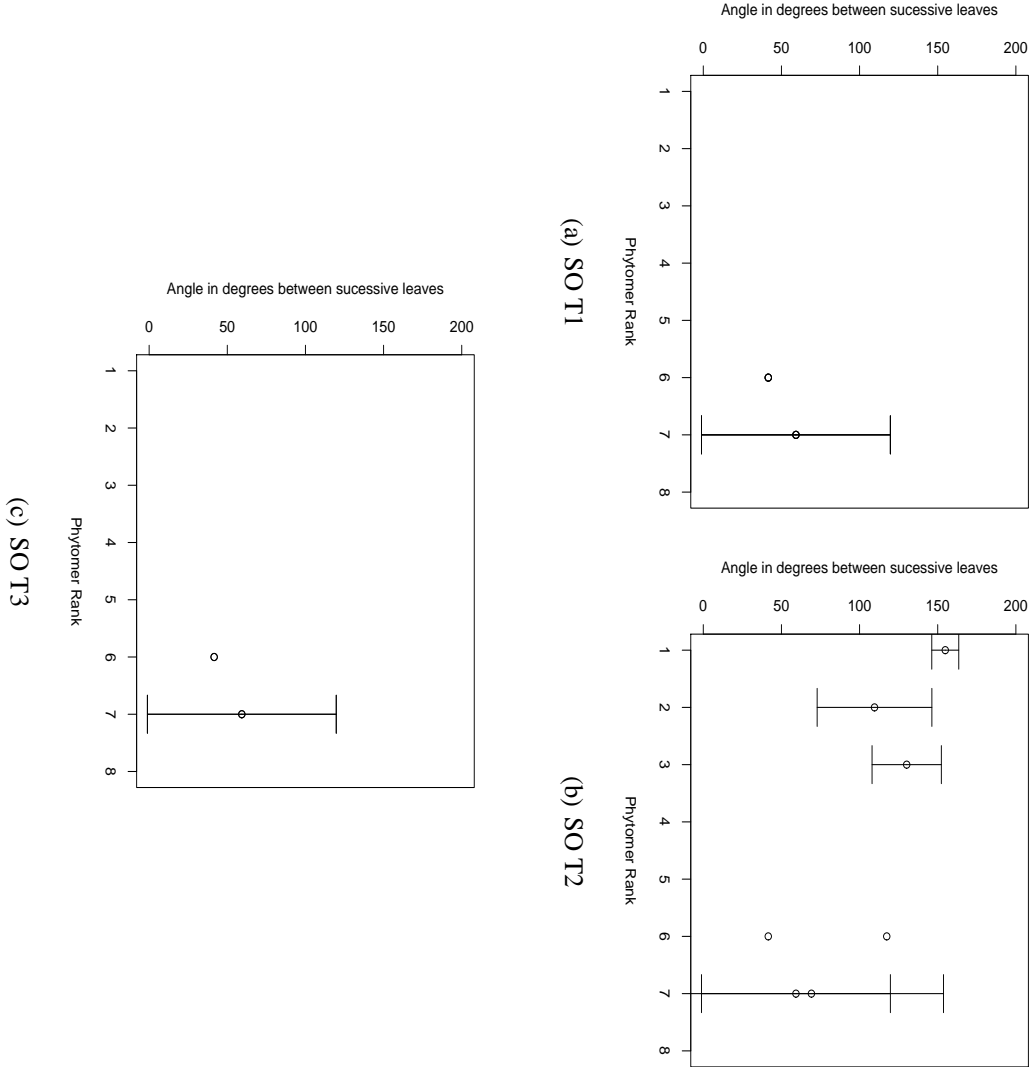 Angle in degrees between sucessive leaves
0 50 100 150 200
1 2 3 4 5 6 7 8
Phytomer Rank
(a) SO T1
Angle in degrees between sucessive leaves
0 50 100 150 200
1 2 3 4 5 6 7 8
Phytomer Rank
(b) SO T2
Angle in degrees between sucessive leaves
0 50 100 150 200
1 2 3 4 5 6 7 8
Phytomer Rank
(c) SO T3